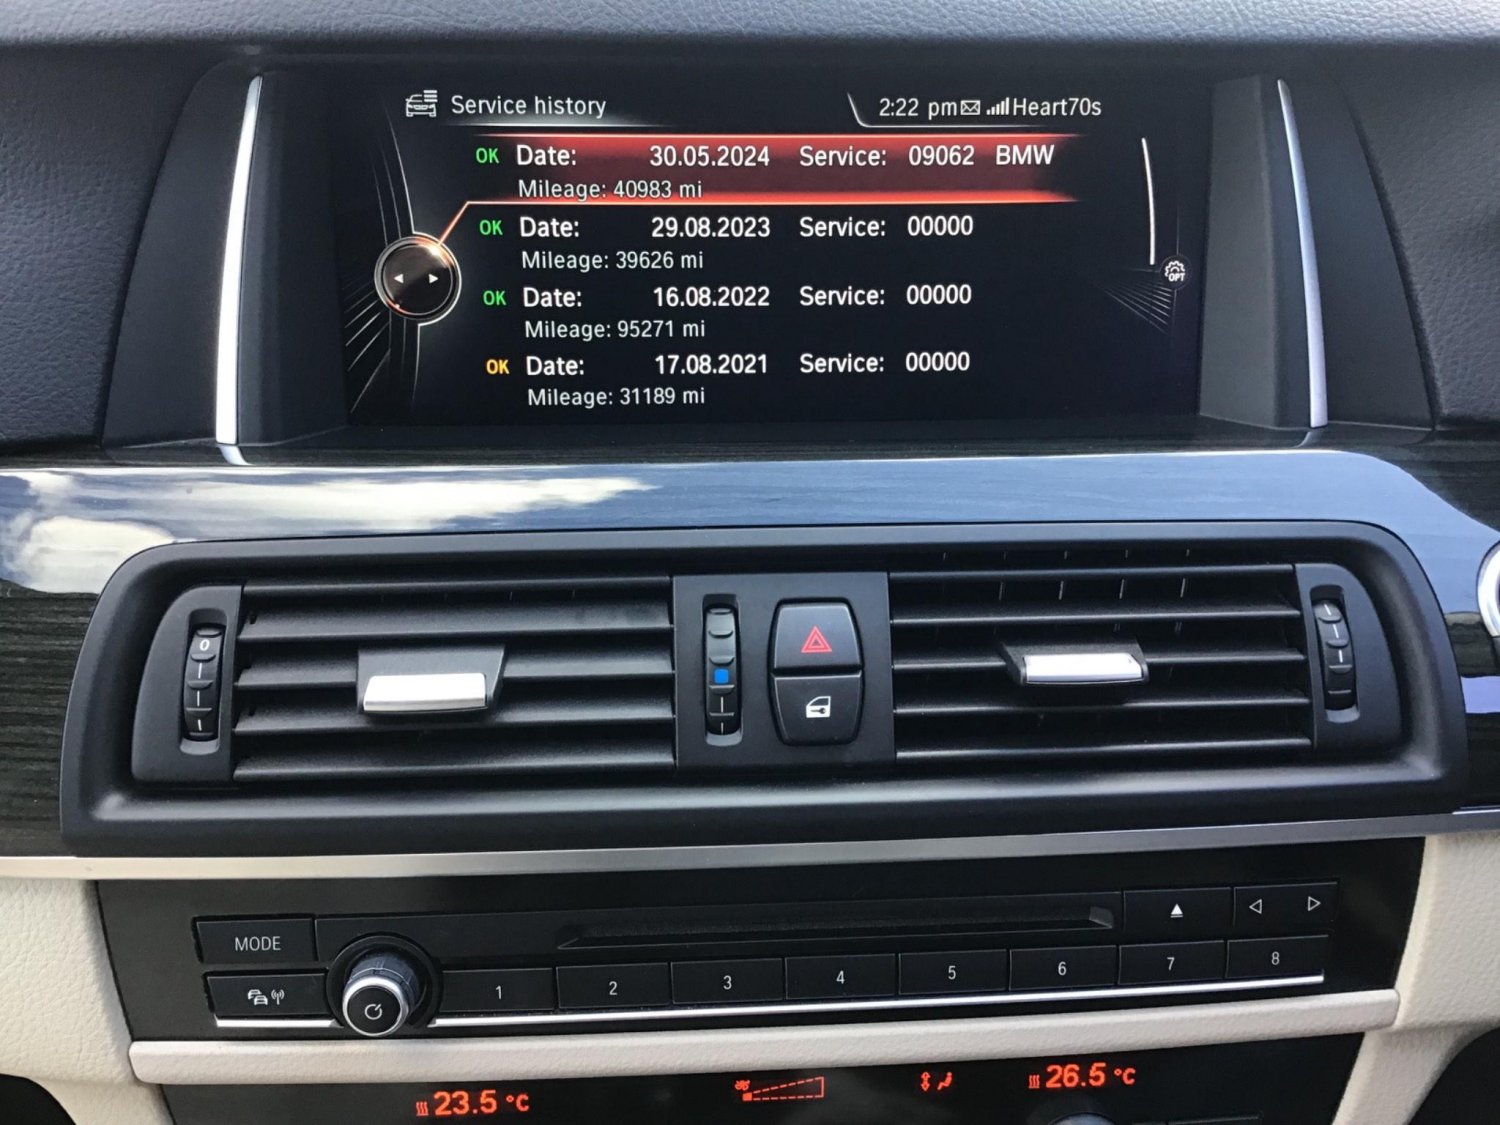 Service history
2:22 pm Heart70s
OK Date: 30.05.2024 Service: 09062 BMW
Mileage: 40983 mi
OK Date: 29.08.2023 Service: 00000
Mileage: 39626 mi
OK Date: 16.08.2022 Service: 00000
Mileage: 95271 mi
OK Date: 17.08.2021 Service: 00000
Mileage: 31189 mi
OPT
0
MODE
1 2 3 4 5 6 7 8
23.5 °C
26.5 °C